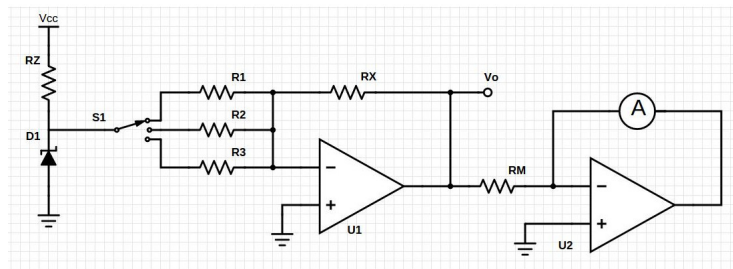 Vcc
RZ
R1
RX
Vo
S1
R2
A
D1
R3
RM
−
+
U1
−
+
U2